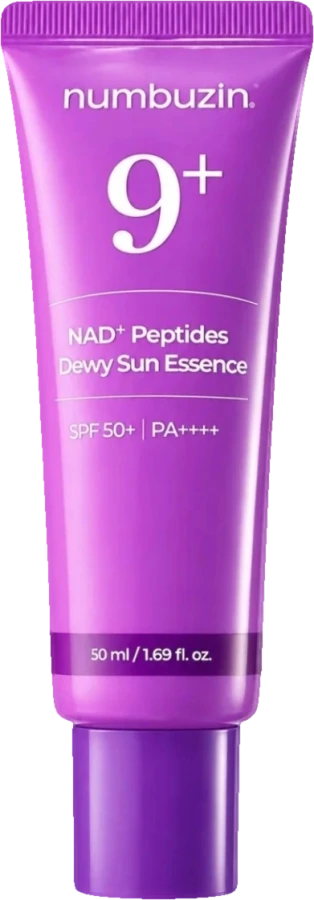 numbuzin®
9+
NAD+ Peptides
Dewy Sun Essence
SPF 50+ | PA++++
50 ml / 1.69 fl. oz.